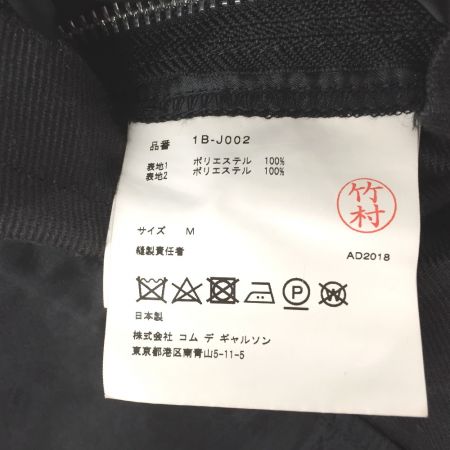 品番 1B-J002
表地1 ポリエステル 100%
表地2 ポリエステル 100%
竹村
サイズ M
縫製責任者
AD2018
P
W
日本製
株式会社 コム デ ギャルソン
東京都港区南青山5-11-5